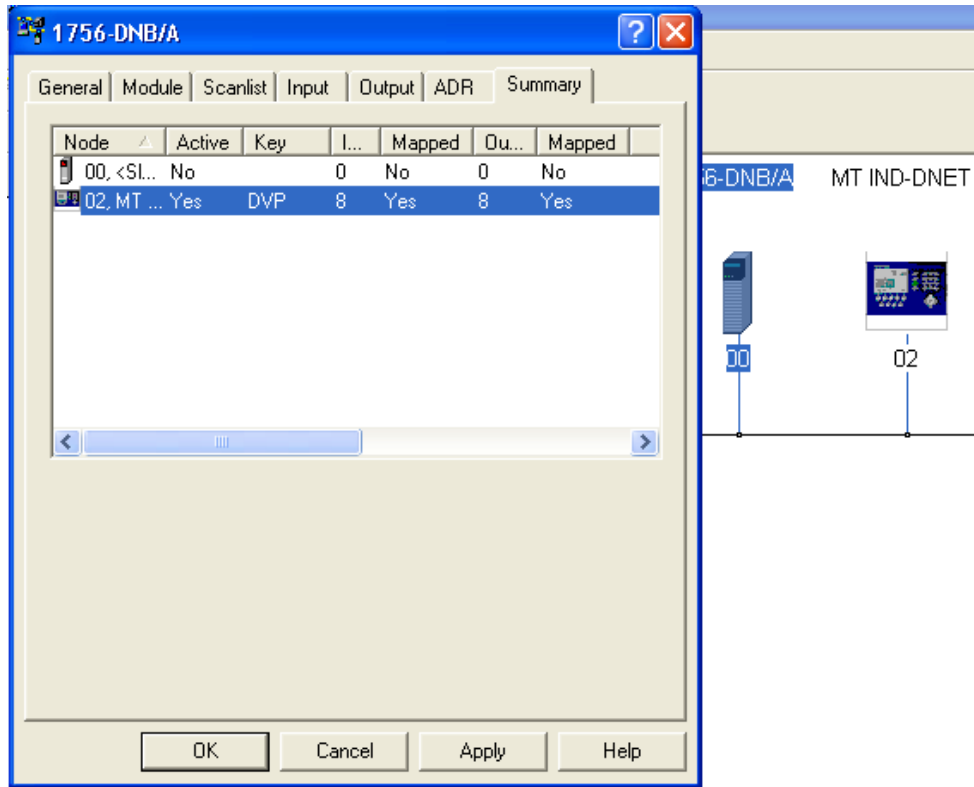 1756-DNB/A
General Module Scanlist Input Output ADR Summary
Node Active Key I... Mapped Ou... Mapped
00, <SI... No 0 No 0 No
02, MT ... Yes DVP 8 Yes 8 Yes
OK Cancel Apply Help
56-DNB/A MT IND-DNET
00 02